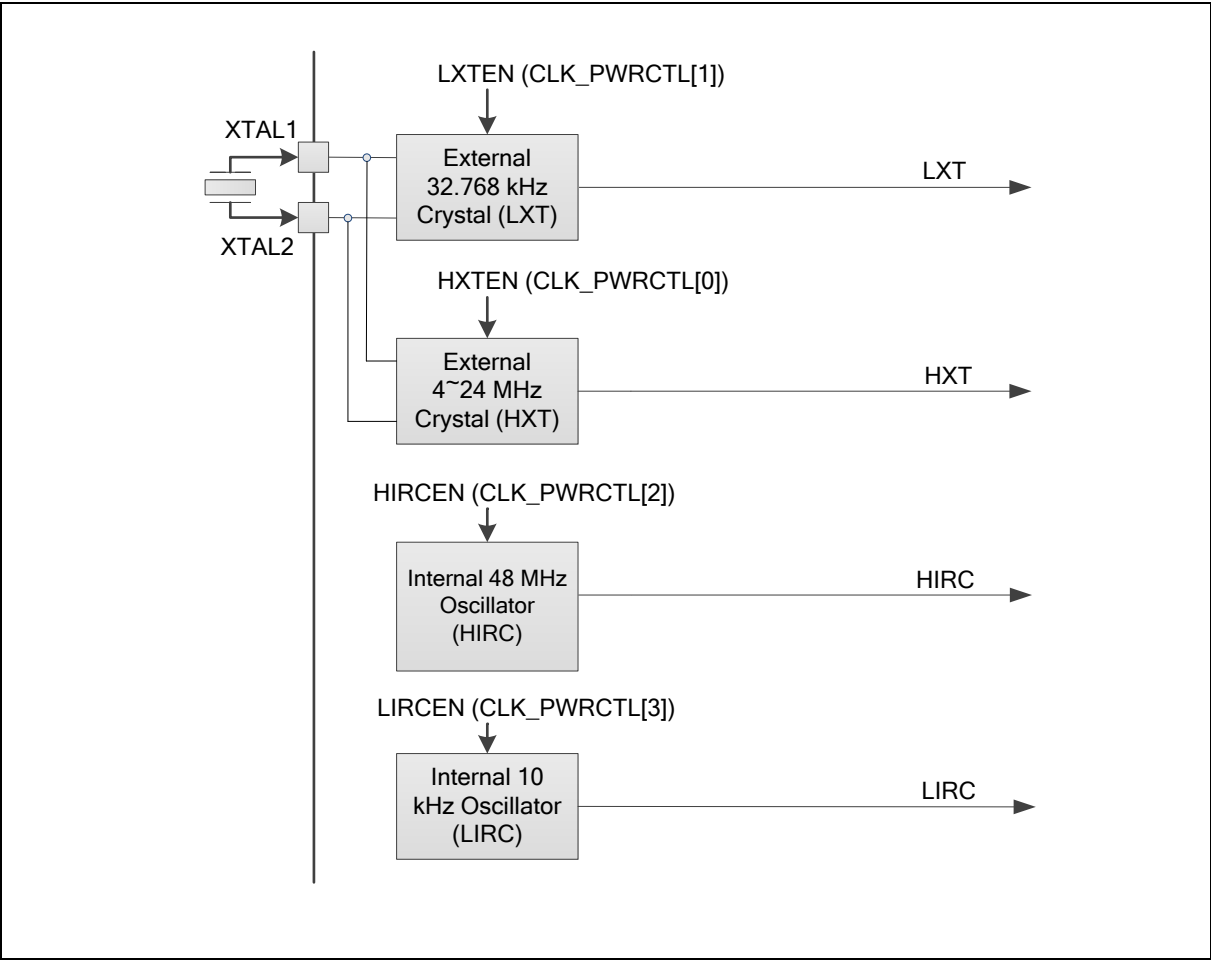 LXTEN (CLK_PWRCTL[1])
XTAL1
External
32.768 kHz
Crystal (LXT)
LXT
XTAL2
HXTEN (CLK_PWRCTL[0])
External
4~24 MHz
Crystal (HXT)
HXT
HIRCEN (CLK_PWRCTL[2])
Internal 48 MHz
Oscillator
(HIRC)
HIRC
LIRCEN (CLK_PWRCTL[3])
Internal 10
kHz Oscillator
(LIRC)
LIRC